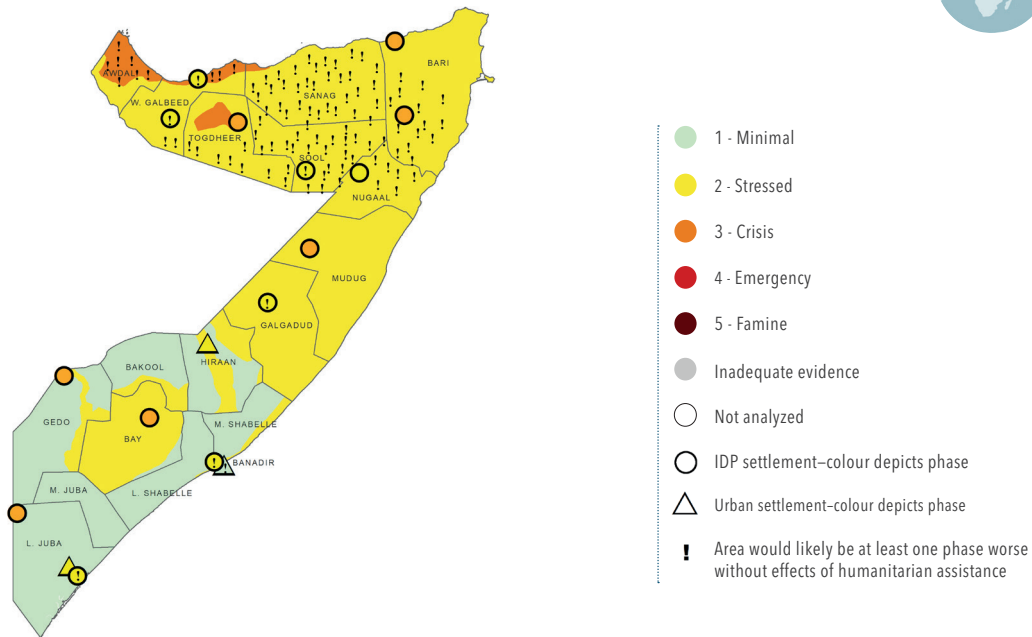 AWDAL
W. GALBEED
TOGDHEER
SANAG
BARI
SOOL
NUGAAL
MUDUG
GALGADUD
HIRAAN
BAKOOL
GEDO
BAY
M. SHABELLE
BANADIR
L. SHABELLE
M. JUBA
L. JUBA
1 - Minimal
2 - Stressed
3 - Crisis
4 - Emergency
5 - Famine
Inadequate evidence
Not analyzed
IDP settlement–colour depicts phase
Urban settlement–colour depicts phase
! Area would likely be at least one phase worse
without effects of humanitarian assistance